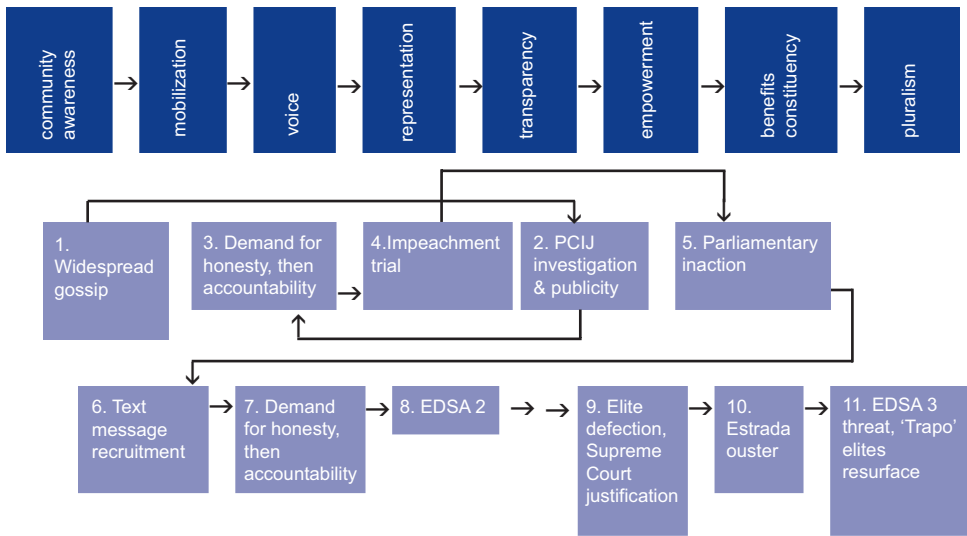 community
awareness
mobilization
voice
representation
transparency
empowerment
benefits
constituency
pluralism
1.
Widespread
gossip
3. Demand for
honesty, then
accountability
4.Impeachment
trial
2. PCIJ
investigation
& publicity
5. Parliamentary
inaction
6. Text
message
recruitment
7. Demand
for honesty,
then
accountability
8. EDSA 2
9. Elite
defection,
Supreme
Court
justification
10.
Estrada
ouster
11. EDSA 3
threat, ‘Trapo’
elites
resurface